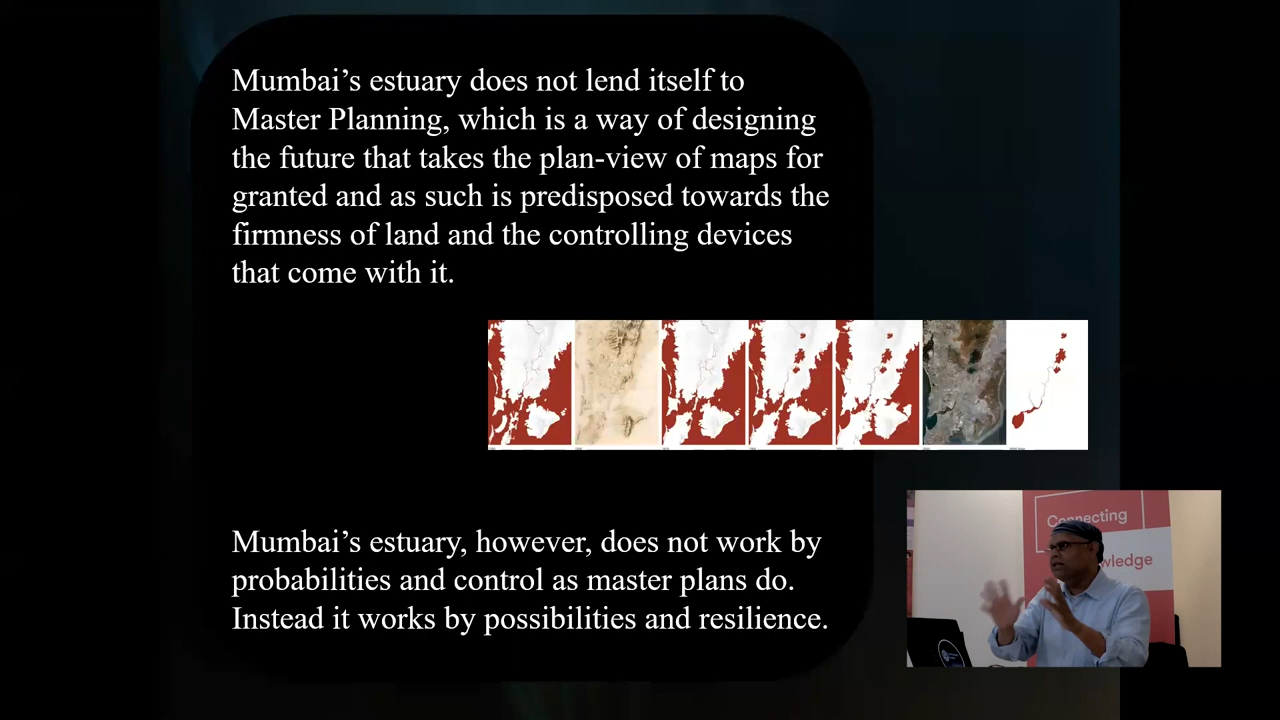 Mumbai’s estuary does not lend itself to
Master Planning, which is a way of designing
the future that takes the plan-view of maps for
granted and as such is predisposed towards the
firmness of land and the controlling devices
that come with it.
Mumbai’s estuary, however, does not work by
probabilities and control as master plans do.
Instead it works by possibilities and resilience.
Connecting